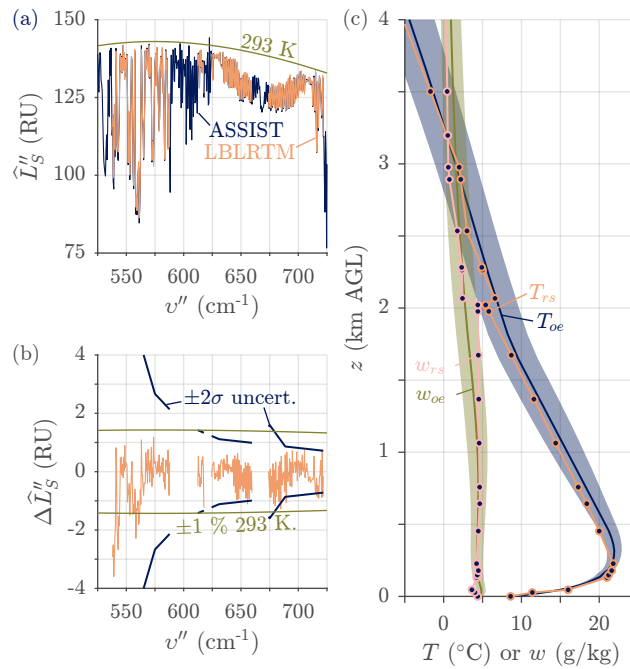 (a)
150
125
100
75
L̂″_S (RU)
293 K
ASSIST
LBLRTM
550 600 650 700
υ″ (cm⁻¹)
(b)
4
2
0
-2
-4
ΔL̂″_S (RU)
±2σ uncert.
±1 % 293 K.
550 600 650 700
υ″ (cm⁻¹)
(c)
4
3
2
1
0
z (km AGL)
T_rs
T_oe
w_rs
w_oe
0 10 20
T (°C) or w (g/kg)